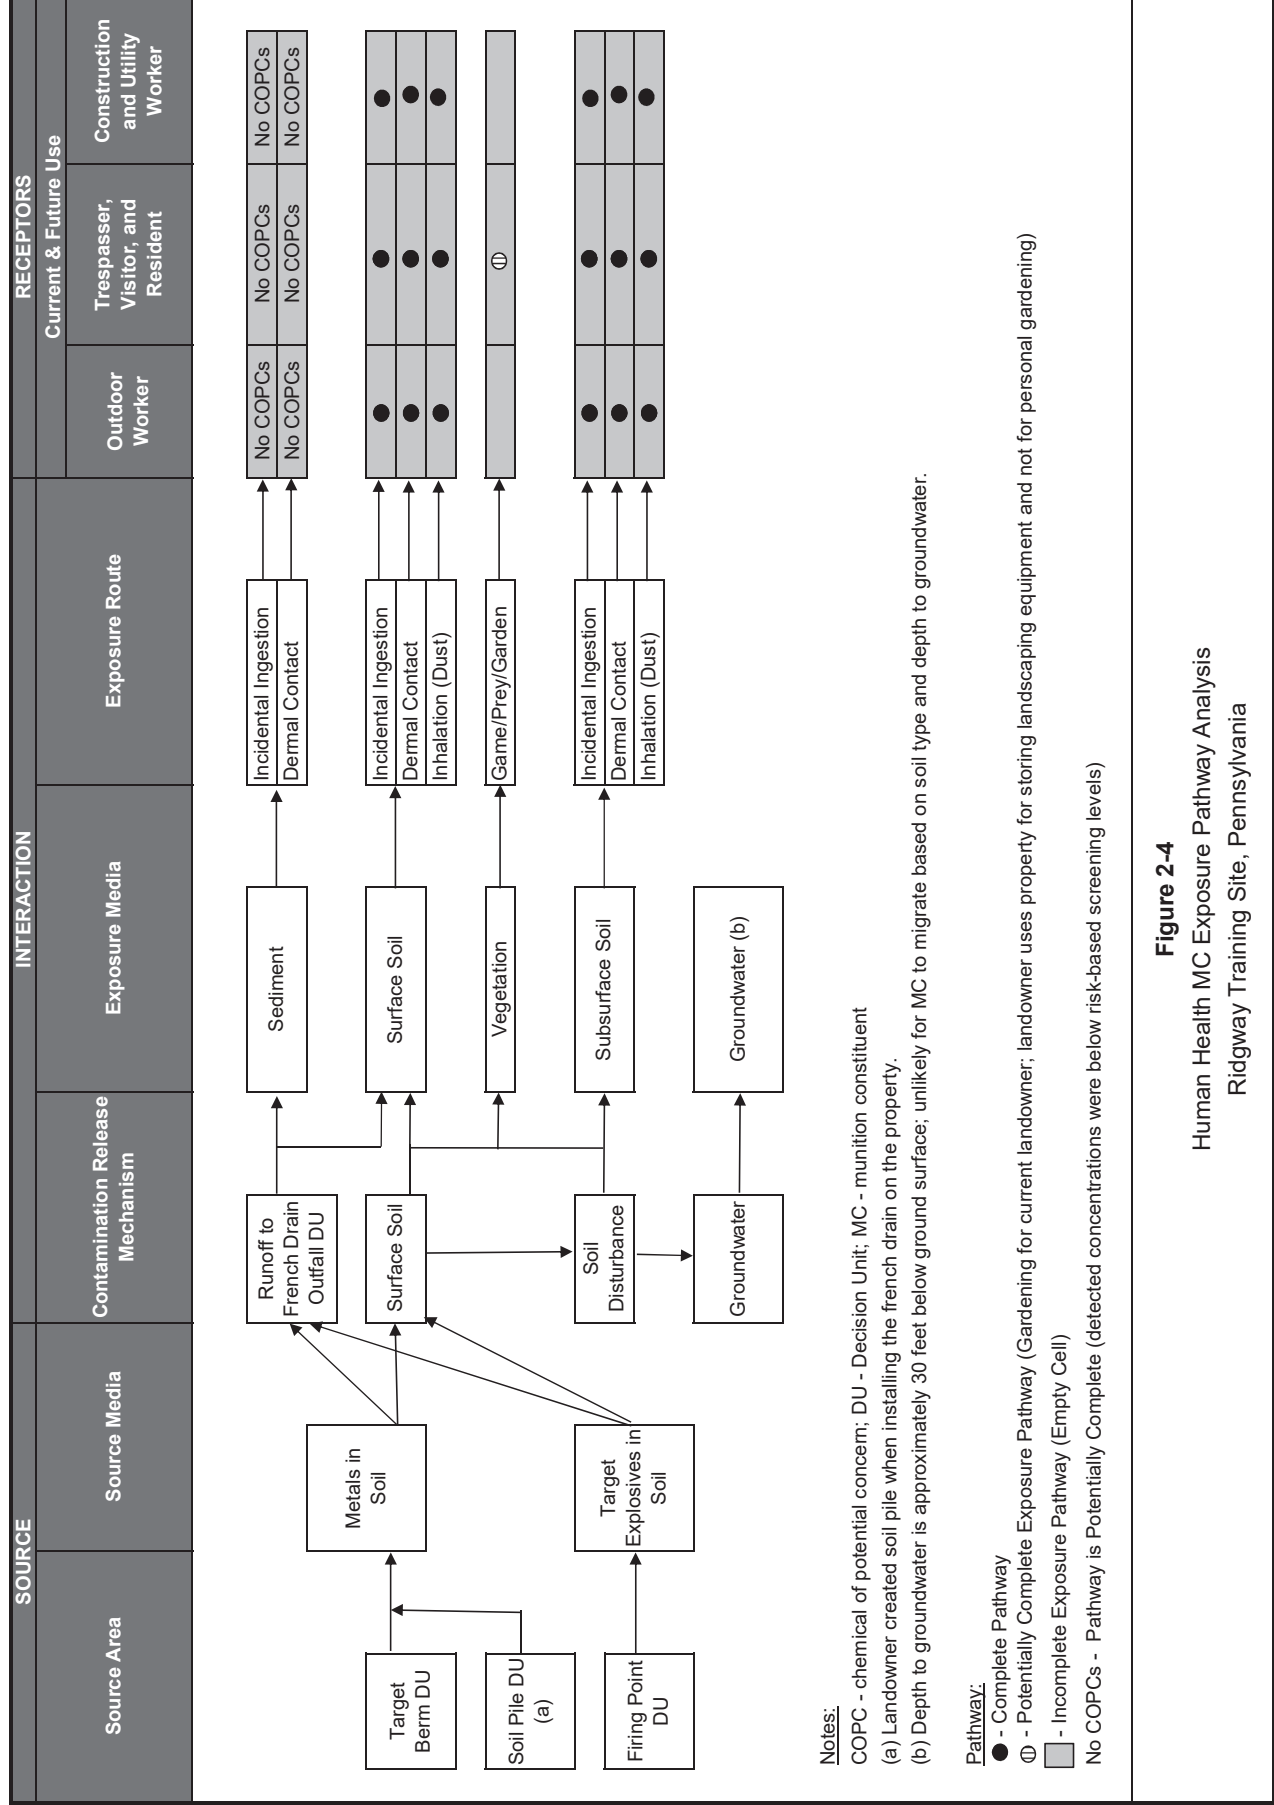 SOURCE
INTERACTION
RECEPTORS
Current & Future Use
Source Area
Source Media
Contamination Release
Mechanism
Exposure Media
Exposure Route
Outdoor
Worker
Trespasser,
Visitor, and
Resident
Construction
and Utility
Worker
Target
Berm DU
Soil Pile DU
(a)
Firing Point
DU
Metals in
Soil
Target
Explosives in
Soil
Runoff to
French Drain
Outfall DU
Surface Soil
Soil
Disturbance
Groundwater
Sediment
Surface Soil
Vegetation
Subsurface Soil
Groundwater (b)
Incidental Ingestion
Dermal Contact
Incidental Ingestion
Dermal Contact
Inhalation (Dust)
Game/Prey/Garden
Incidental Ingestion
Dermal Contact
Inhalation (Dust)
No COPCs No COPCs No COPCs
No COPCs No COPCs No COPCs
Notes:
COPC - chemical of potential concern; DU - Decision Unit; MC - munition constituent
(a) Landowner created soil pile when installing the french drain on the property.
(b) Depth to groundwater is approximately 30 feet below ground surface; unlikely for MC to migrate based on soil type and depth to groundwater.
Pathway:
- Complete Pathway
- Potentially Complete Exposure Pathway (Gardening for current landowner; landowner uses property for storing landscaping equipment and not for personal gardening)
- Incomplete Exposure Pathway (Empty Cell)
No COPCs - Pathway is Potentially Complete (detected concentrations were below risk-based screening levels)
Figure 2-4
Human Health MC Exposure Pathway Analysis
Ridgway Training Site, Pennsylvania